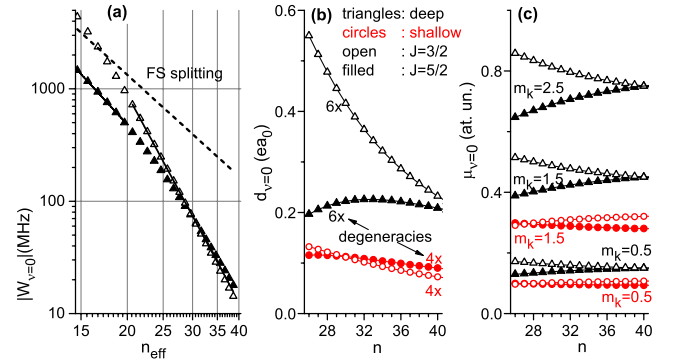 (a)
FS splitting
1000
100
10
|W_ν=0|(MHz)
15 20 25 30 35 40
n_eff
(b)
triangles: deep
circles : shallow
open : J=3/2
filled : J=5/2
0.6
0.4
0.2
0.0
d_ν=0 (ea_0)
6x
6x
degeneracies
4x
4x
28 32 36 40
n
(c)
0.8
0.4
0.0
μ_ν=0 (at. un.)
m_k=2.5
m_k=1.5
m_k=1.5
m_k=0.5
m_k=0.5
28 32 36 40
n